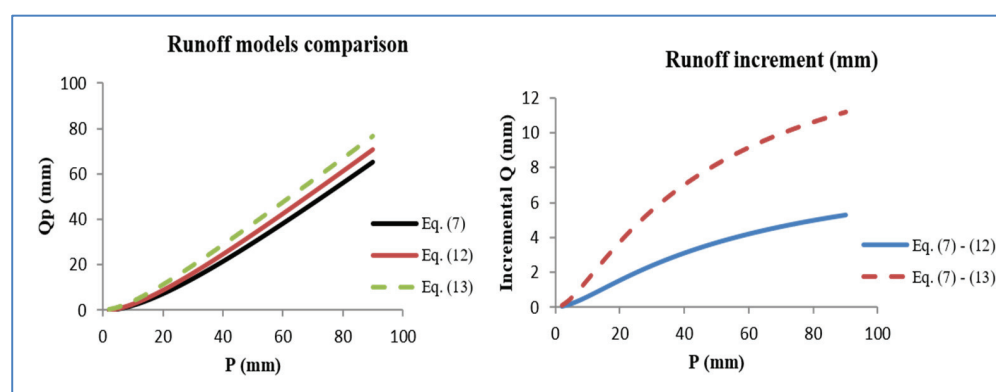 Runoff models comparison
100
80
60
40
20
0
0 20 40 60 80 100
Qp (mm)
P (mm)
Eq. (7)
Eq. (12)
Eq. (13)
Runoff increment (mm)
12
10
8
6
4
2
0
0 20 40 60 80 100
Incremental Q (mm)
P (mm)
Eq. (7) - (12)
Eq. (7) - (13)